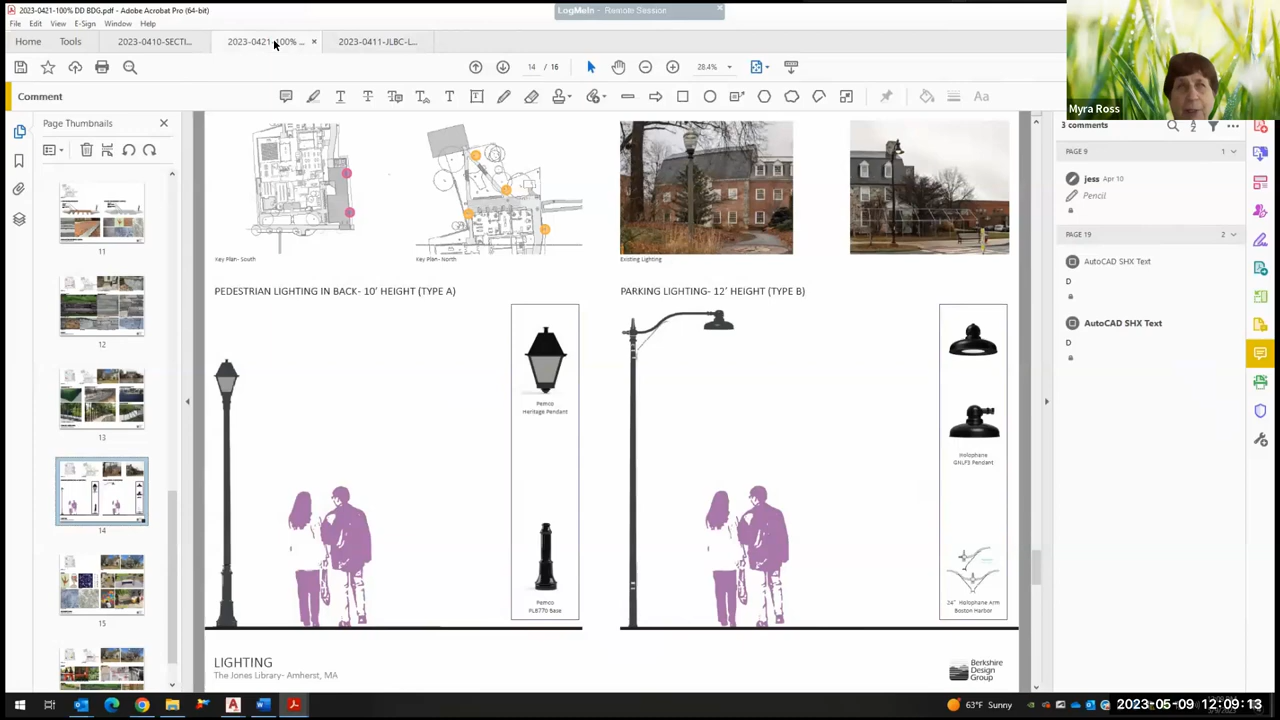 2023-0421-100% DD BDG.pdf - Adobe Acrobat Pro (64-bit)
LogMeIn - Remote Session
File Edit View E-Sign Window Help
Home Tools 2023-0410-SECTI... 2023-0421-100% ... × 2023-0411-JLBC-L...
14 / 16 28.4%
Comment
Aa
Myra Ross
Page Thumbnails
11
12
13
14
15
Key Plan- South
Key Plan- North
Existing Lighting
PEDESTRIAN LIGHTING IN BACK- 10' HEIGHT (TYPE A)
PARKING LIGHTING- 12' HEIGHT (TYPE B)
Pemco
Heritage Pendant
Pemco
PLB770 Base
Holophane
GHLF3 Pendant
24" Holophane Arm
Boston Harbor
LIGHTING
The Jones Library- Amherst, MA
Berkshire
Design
Group
3 comments
PAGE 9 1
jess Apr 10
Pencil
PAGE 19 2
AutoCAD SHX Text
D
AutoCAD SHX Text
D
63°F Sunny
2023-05-09 12:09:13